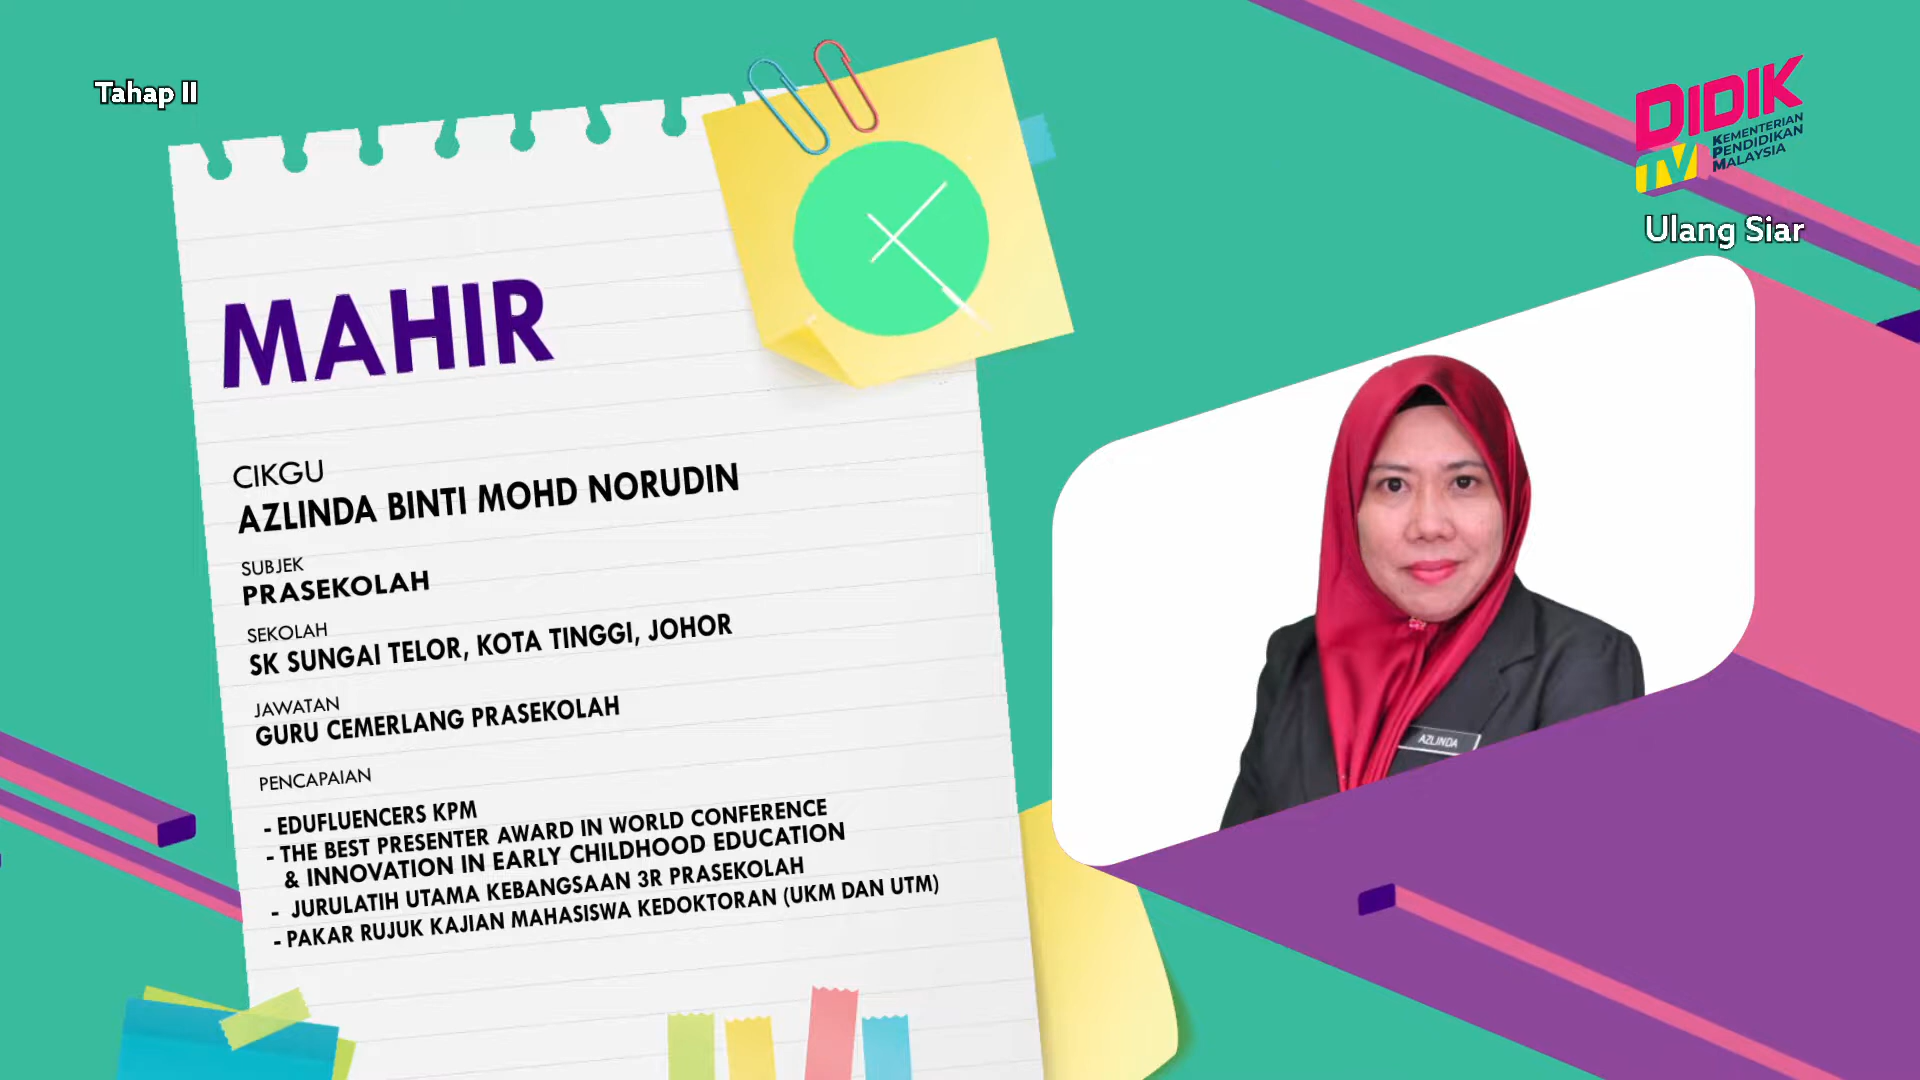 Tahap II
DIDIK
TV
KEMENTERIAN
PENDIDIKAN
MALAYSIA
Ulang Siar
MAHIR
CIKGU
AZLINDA BINTI MOHD NORUDIN
SUBJEK
PRASEKOLAH
SEKOLAH
SK SUNGAI TELOR, KOTA TINGGI, JOHOR
JAWATAN
GURU CEMERLANG PRASEKOLAH
PENCAPAIAN
- EDUFLUENCERS KPM
- THE BEST PRESENTER AWARD IN WORLD CONFERENCE
& INNOVATION IN EARLY CHILDHOOD EDUCATION
- JURULATIH UTAMA KEBANGSAAN 3R PRASEKOLAH
- PAKAR RUJUK KAJIAN MAHASISWA KEDOKTORAN (UKM DAN UTM)
AZLINDA